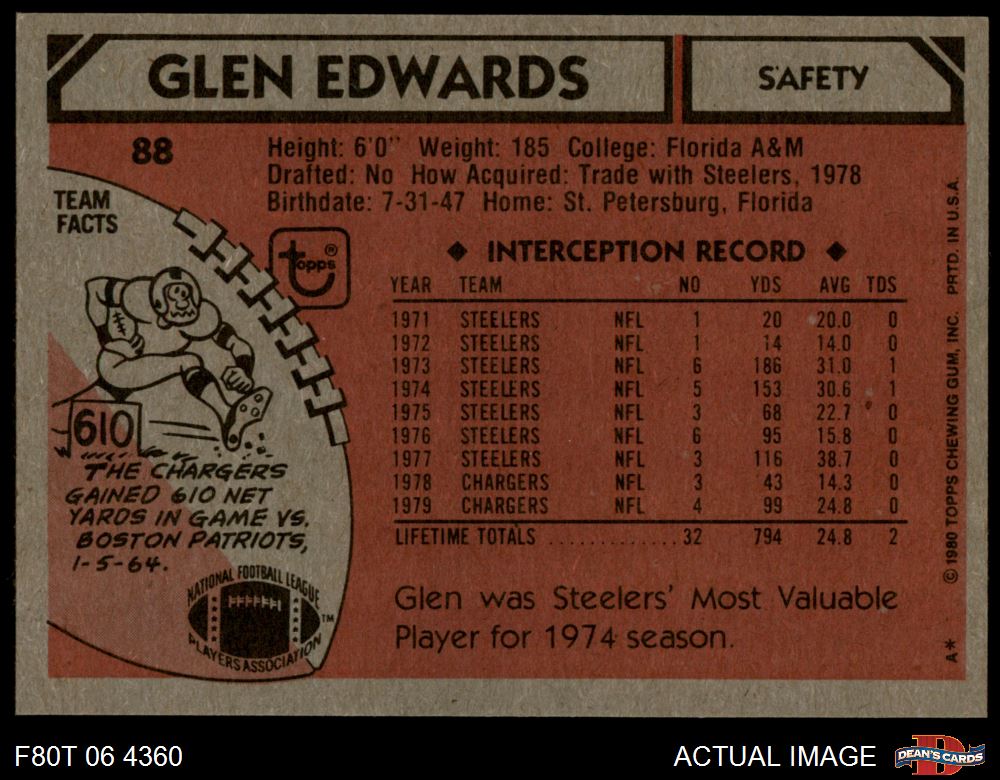 GLEN EDWARDS
SAFETY
88
Height: 6'0" Weight: 185 College: Florida A&M
Drafted: No How Acquired: Trade with Steelers, 1978
Birthdate: 7-31-47 Home: St. Petersburg, Florida
TEAM
FACTS
topps®
◆ INTERCEPTION RECORD ◆
YEAR TEAM NO YDS AVG TDS
1971 STEELERS NFL 1 20 20.0 0
1972 STEELERS NFL 1 14 14.0 0
1973 STEELERS NFL 6 186 31.0 1
1974 STEELERS NFL 5 153 30.6 1
1975 STEELERS NFL 3 68 22.7 0
1976 STEELERS NFL 6 95 15.8 0
1977 STEELERS NFL 3 116 38.7 0
1978 CHARGERS NFL 3 43 14.3 0
1979 CHARGERS NFL 4 99 24.8 0
LIFETIME TOTALS .............32 794 24.8 2
610
THE CHARGERS
GAINED 610 NET
YARDS IN GAME VS.
BOSTON PATRIOTS,
1-5-64.
NATIONAL FOOTBALL LEAGUE
PLAYERS ASSOCIATION™
Glen was Steelers' Most Valuable
Player for 1974 season.
A* © 1980 TOPPS CHEWING GUM, INC. PRTD. IN U.S.A.
F80T 06 4360
ACTUAL IMAGE
D
DEAN'S CARDS